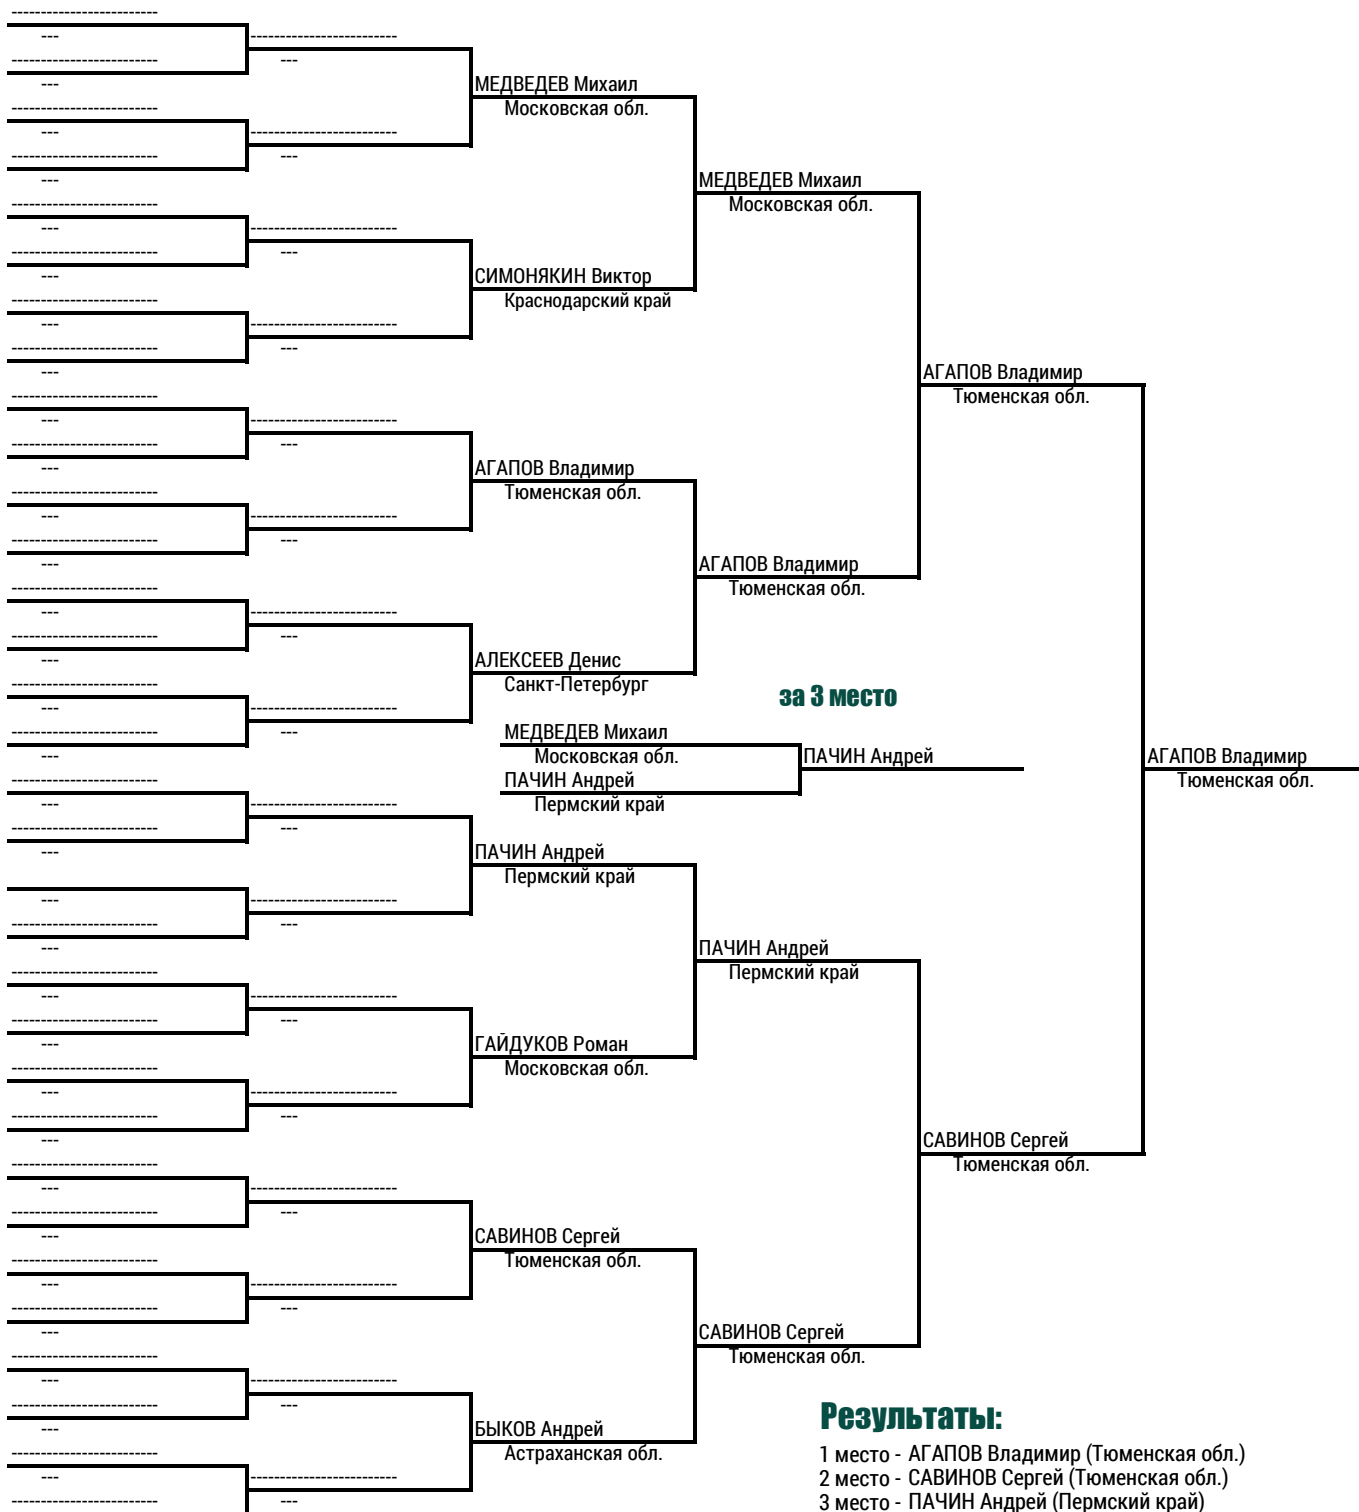 МЕДВЕДЕВ Михаил
Московская обл.
МЕДВЕДЕВ Михаил
Московская обл.
СИМОНЯКИН Виктор
Краснодарский край
АГАПОВ Владимир
Тюменская обл.
АГАПОВ Владимир
Тюменская обл.
АГАПОВ Владимир
Тюменская обл.
АЛЕКСЕЕВ Денис
Санкт-Петербург
за 3 место
МЕДВЕДЕВ Михаил
Московская обл.
ПАЧИН Андрей
ПАЧИН Андрей
Пермский край
АГАПОВ Владимир
Тюменская обл.
ПАЧИН Андрей
Пермский край
ПАЧИН Андрей
Пермский край
ГАЙДУКОВ Роман
Московская обл.
САВИНОВ Сергей
Тюменская обл.
САВИНОВ Сергей
Тюменская обл.
САВИНОВ Сергей
Тюменская обл.
БЫКОВ Андрей
Астраханская обл.
Результаты:
1 место - АГАПОВ Владимир (Тюменская обл.)
2 место - САВИНОВ Сергей (Тюменская обл.)
3 место - ПАЧИН Андрей (Пермский край)